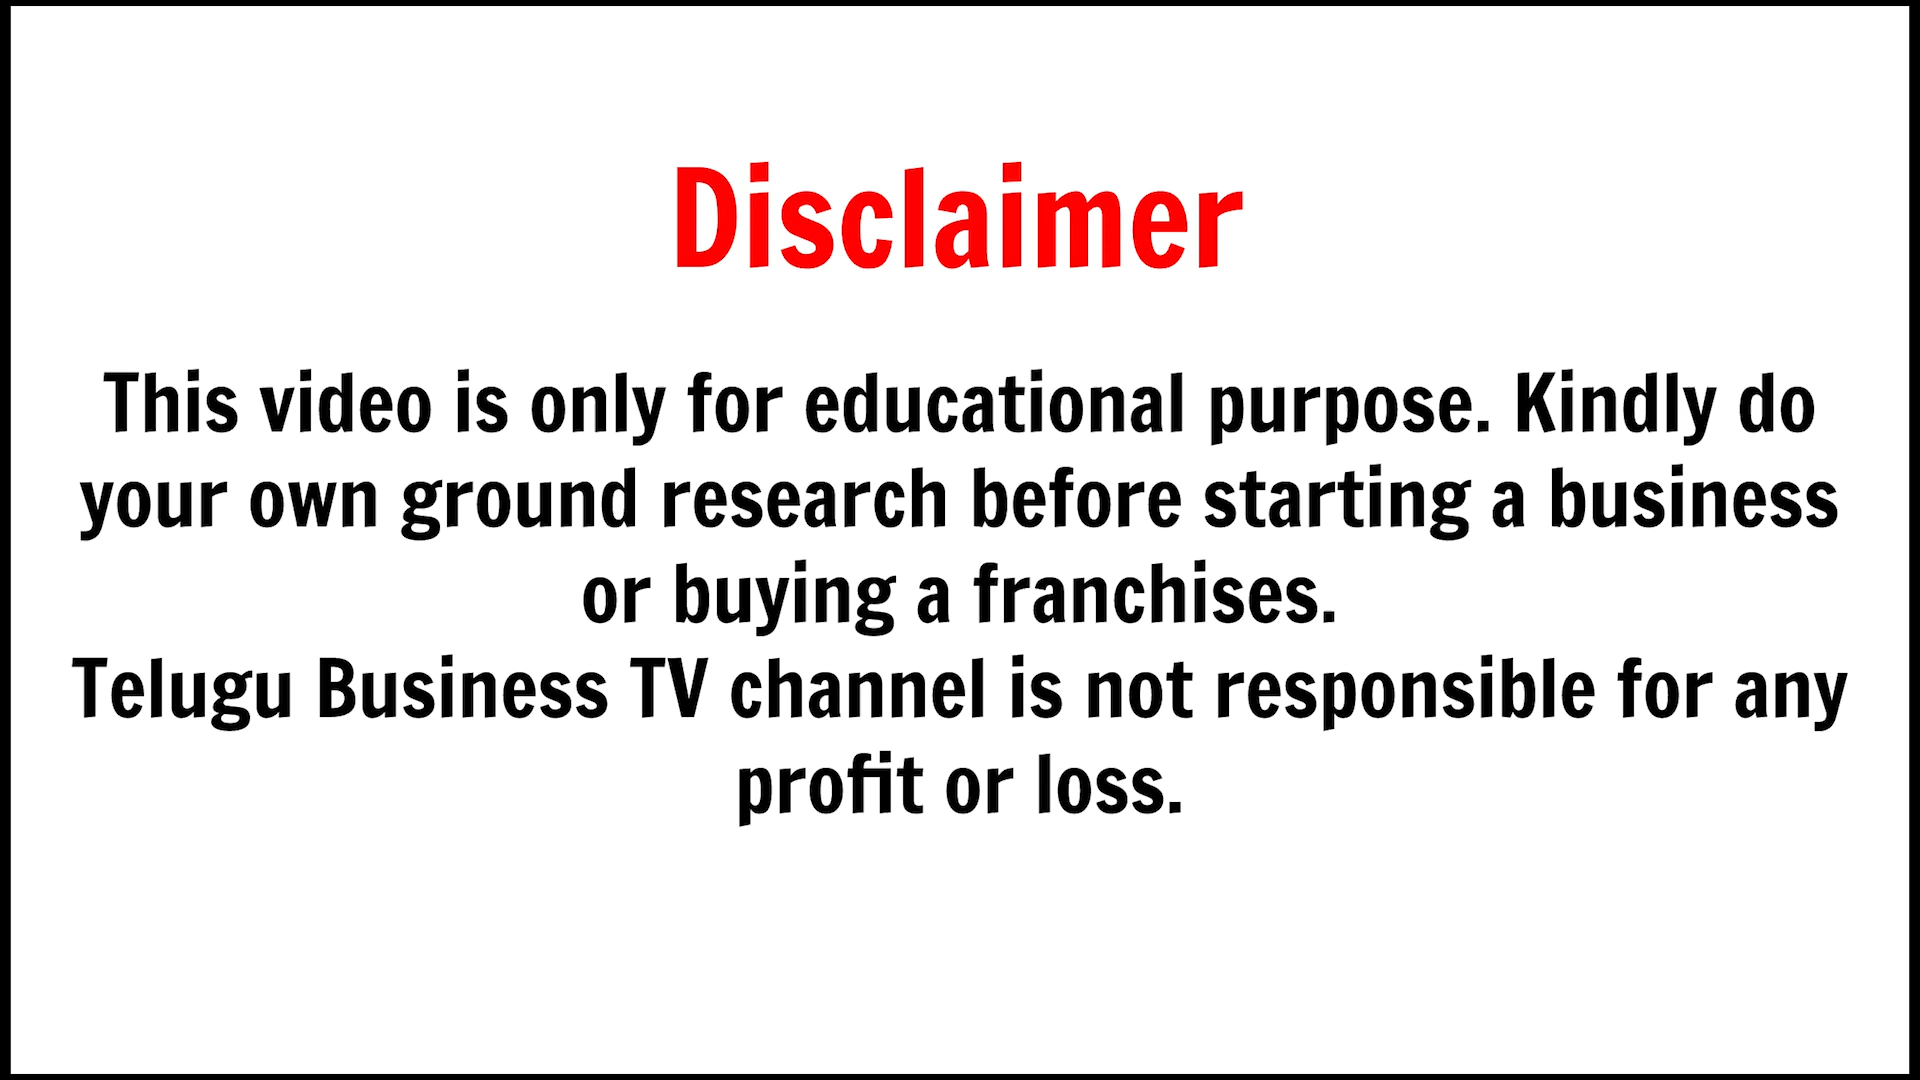 Disclaimer
This video is only for educational purpose. Kindly do
your own ground research before starting a business
or buying a franchises.
Telugu Business TV channel is not responsible for any
profit or loss.